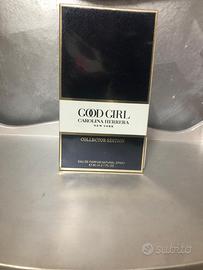 GOOD GIRL
CAROLINA HERRERA
NEW YORK
COLLECTOR EDITION
EAU DE PARFUM NATURAL SPRAY
subito